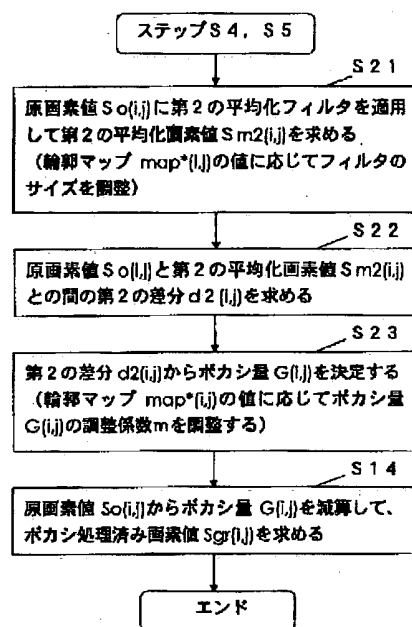 ステップS4,S5
S21
原画素値So(i,j)に第2の平均化フィルタを適用
して第2の平均化画素値Sm2(i,j)を求める
(輪郭マップ map*(i,j)の値に応じてフィルタの
サイズを調整)
S22
原画素値So(i,j)と第2の平均化画素値Sm2(i,j)
との間の第2の差分d2(i,j)を求める
S23
第2の差分d2(i,j)からボカシ量G(i,j)を決定する
(輪郭マップ map*(i,j)の値に応じてボカシ量
G(i,j)の調整係数mを調整する)
S14
原画素値So(i,j)からボカシ量G(i,j)を減算して、
ボカシ処理済み画素値Sgr(i,j)を求める
エンド